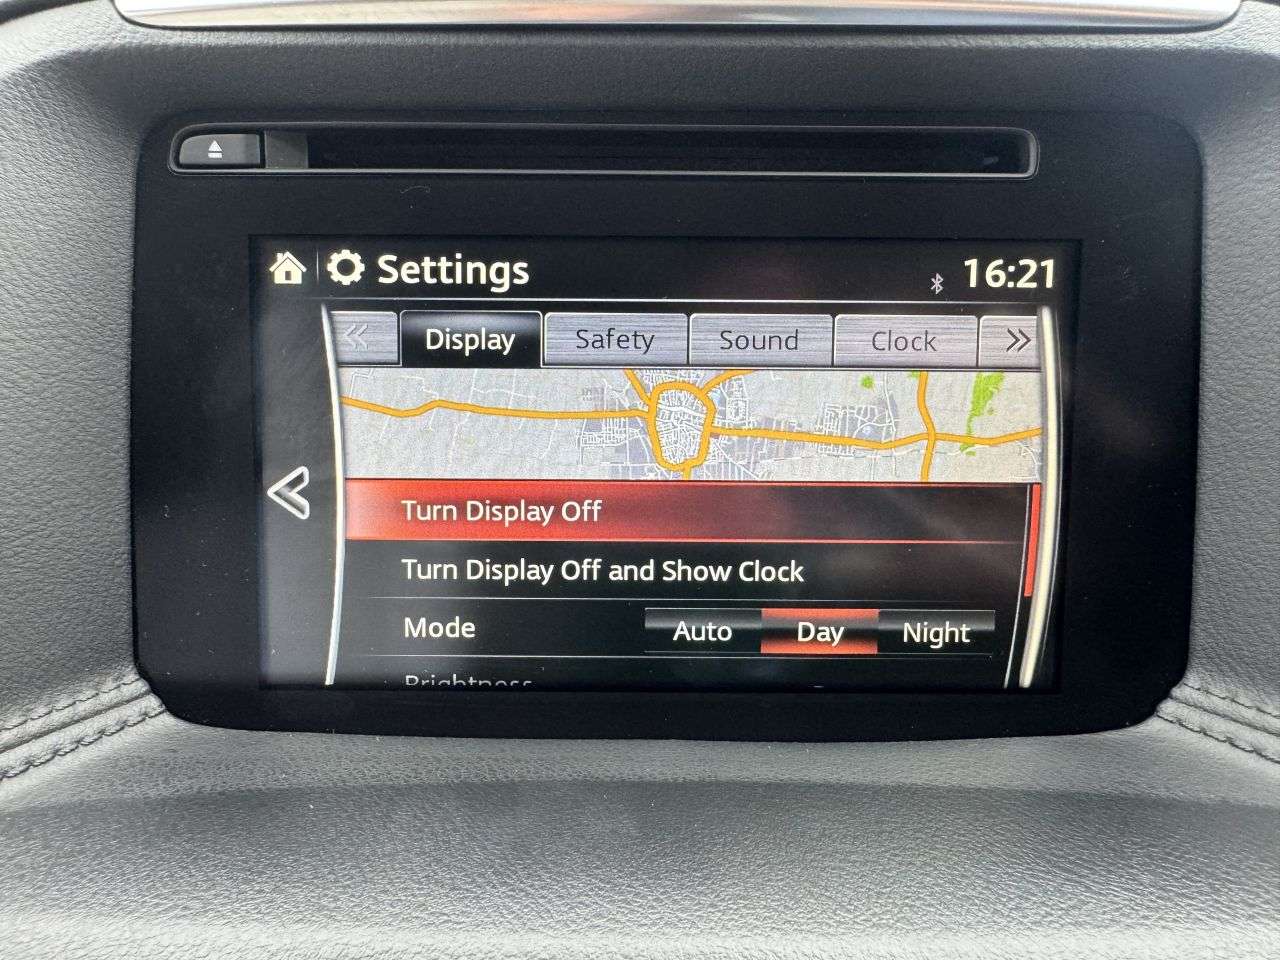 Settings 16:21
Display Safety Sound Clock
Turn Display Off
Turn Display Off and Show Clock
Mode Auto Day Night
Brightness